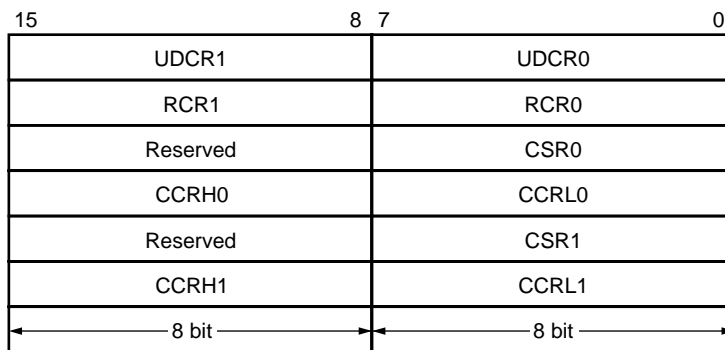 15 8 7 0
UDCR1 UDCR0
RCR1 RCR0
Reserved CSR0
CCRH0 CCRL0
Reserved CSR1
CCRH1 CCRL1
8 bit 8 bit